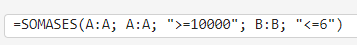 =SOMASES(A:A; A:A; ">=10000"; B:B; "<=6")